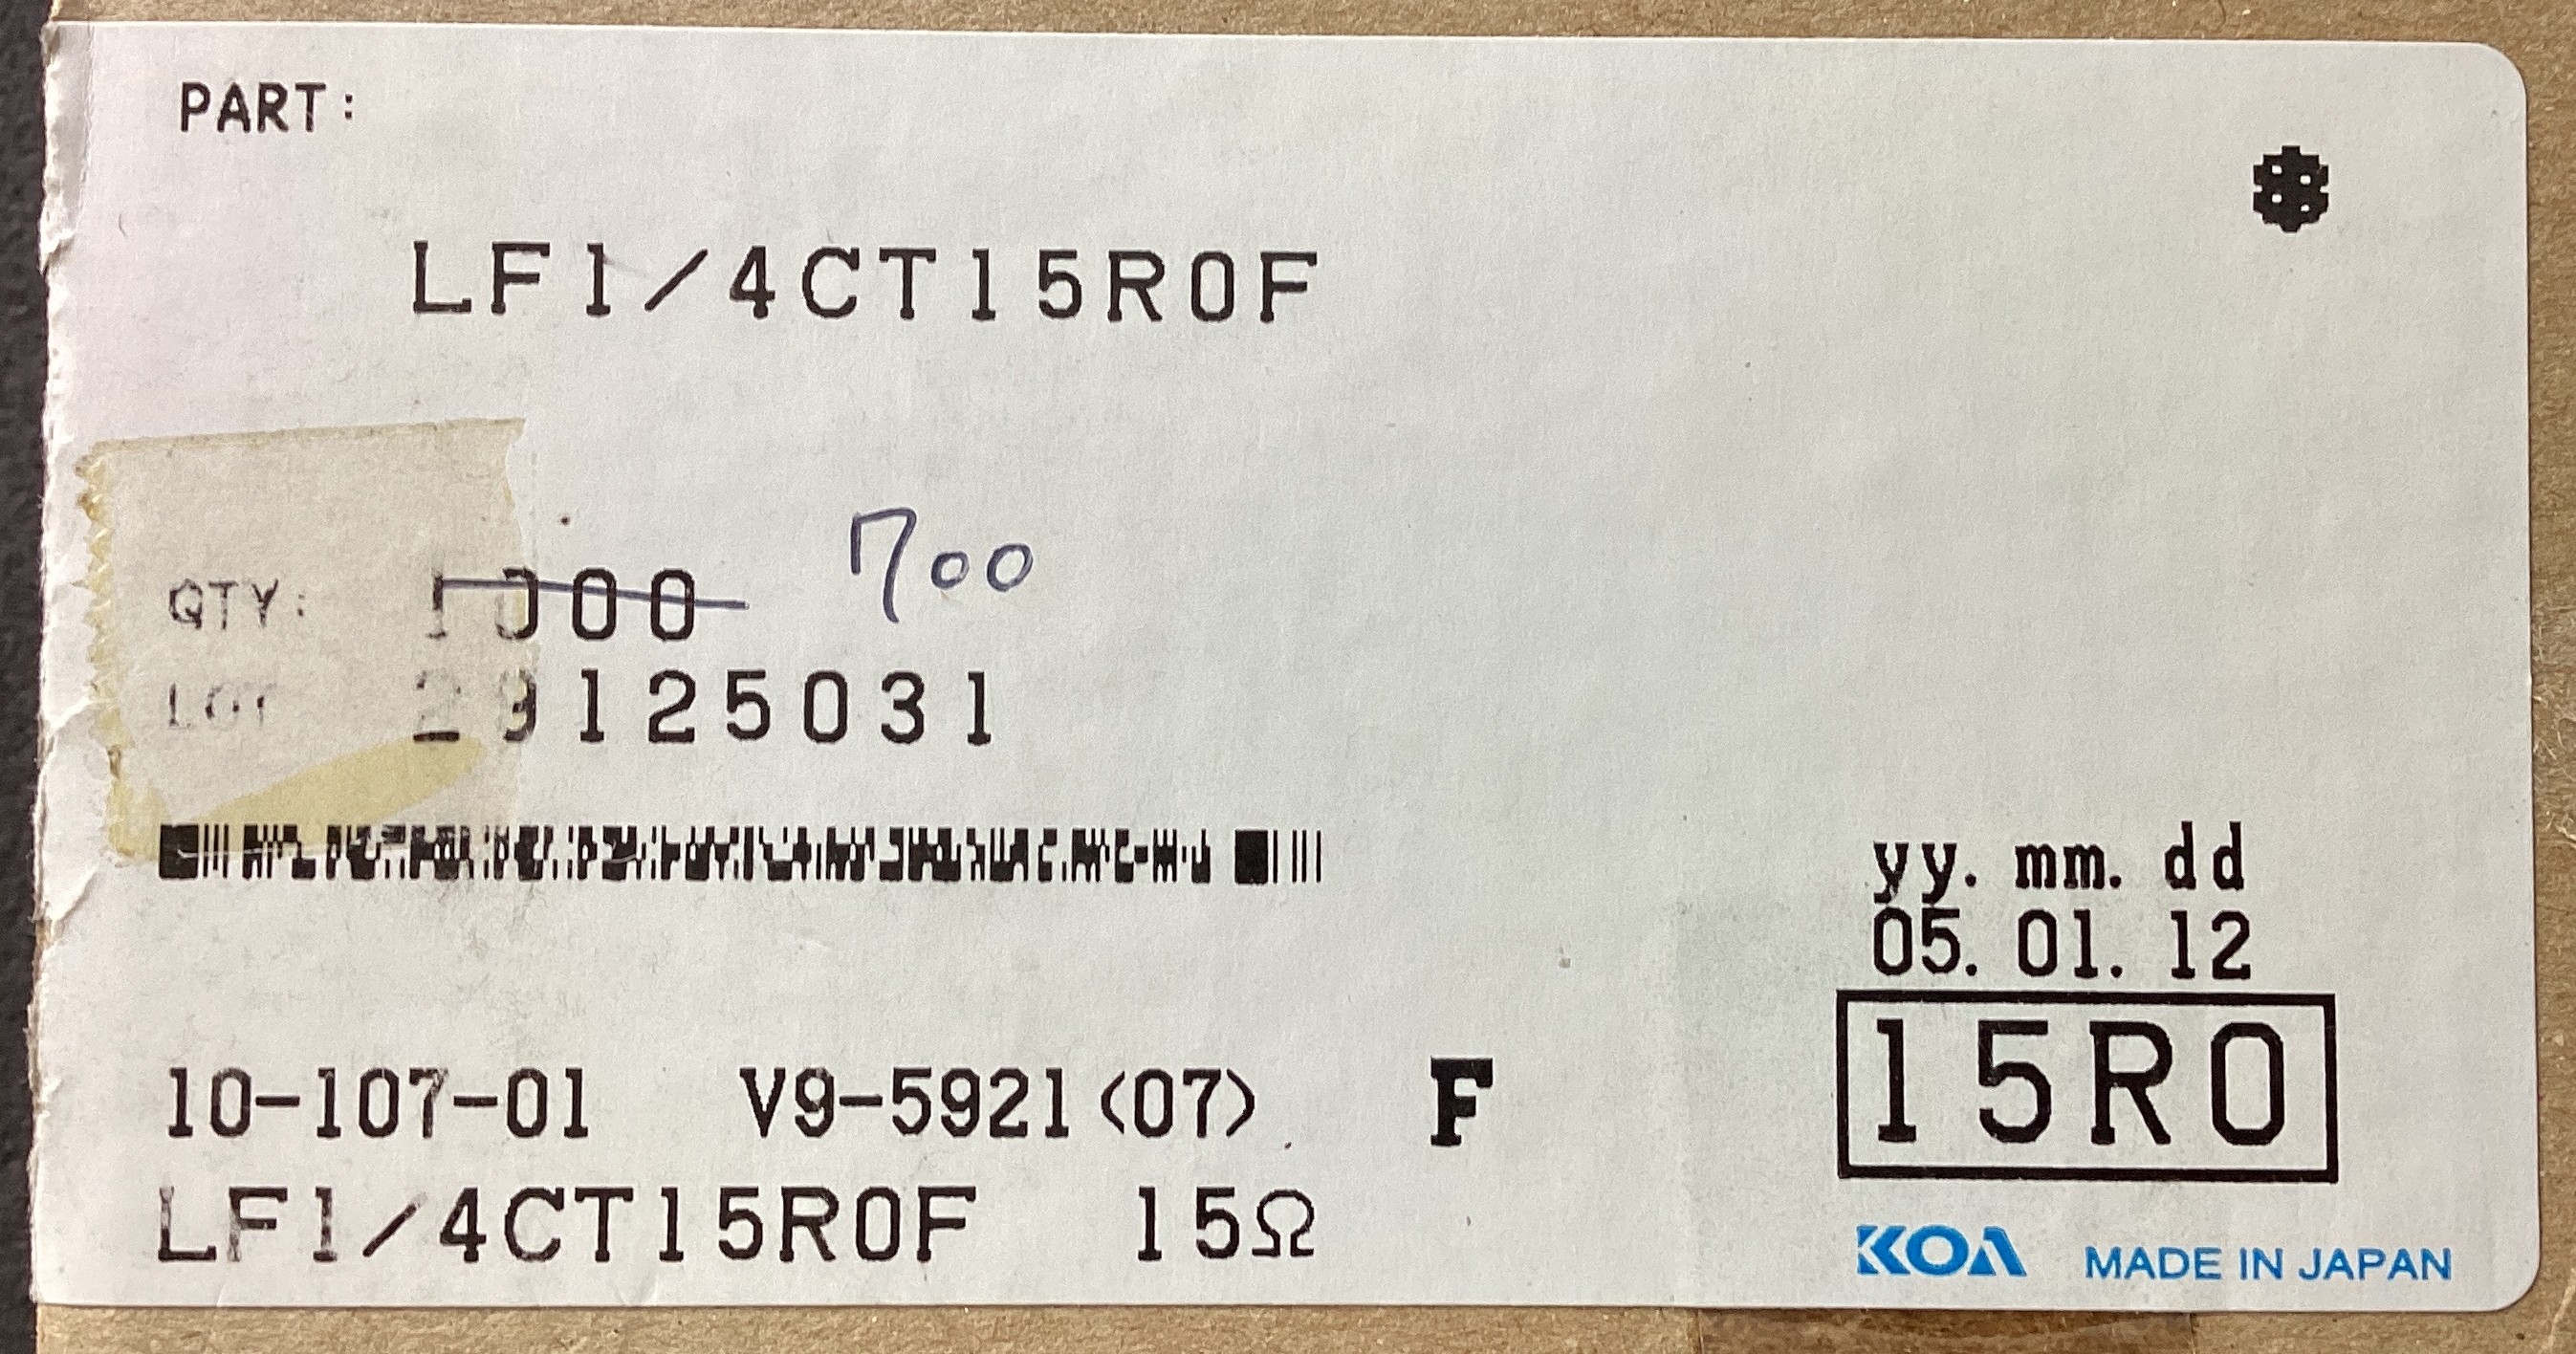 PART:
LF1/4CT15R0F
QTY: 1000 700
LOT 29125031
yy. mm. dd
05. 01. 12
15R0
10-107-01 V9-5921(07) F
LF1/4CT15R0F 15Ω
KOA MADE IN JAPAN